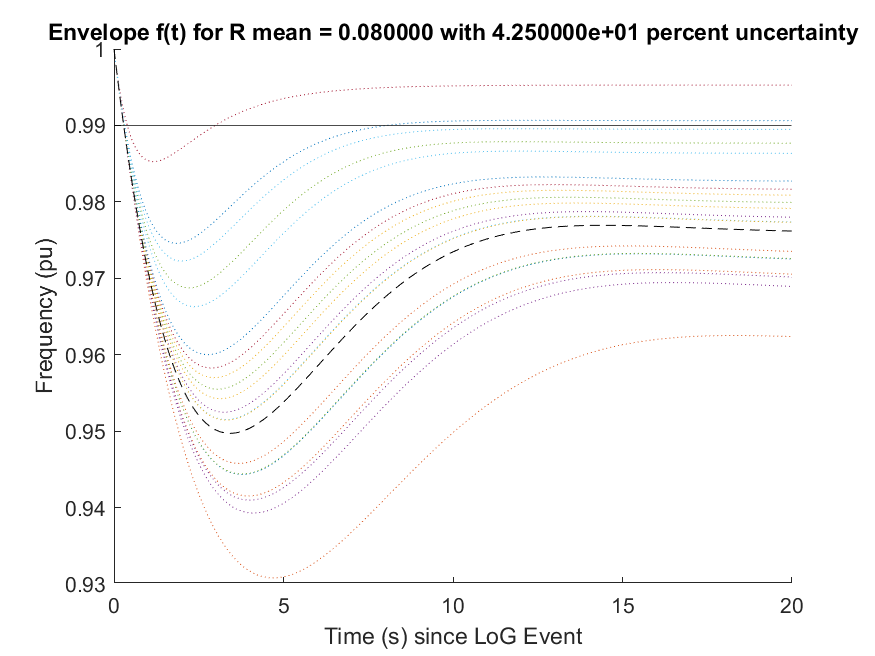 Envelope f(t) for R mean = 0.080000 with 4.250000e+01 percent uncertainty
1
0.99
0.98
0.97
0.96
0.95
0.94
0.93
Frequency (pu)
0 5 10 15 20
Time (s) since LoG Event